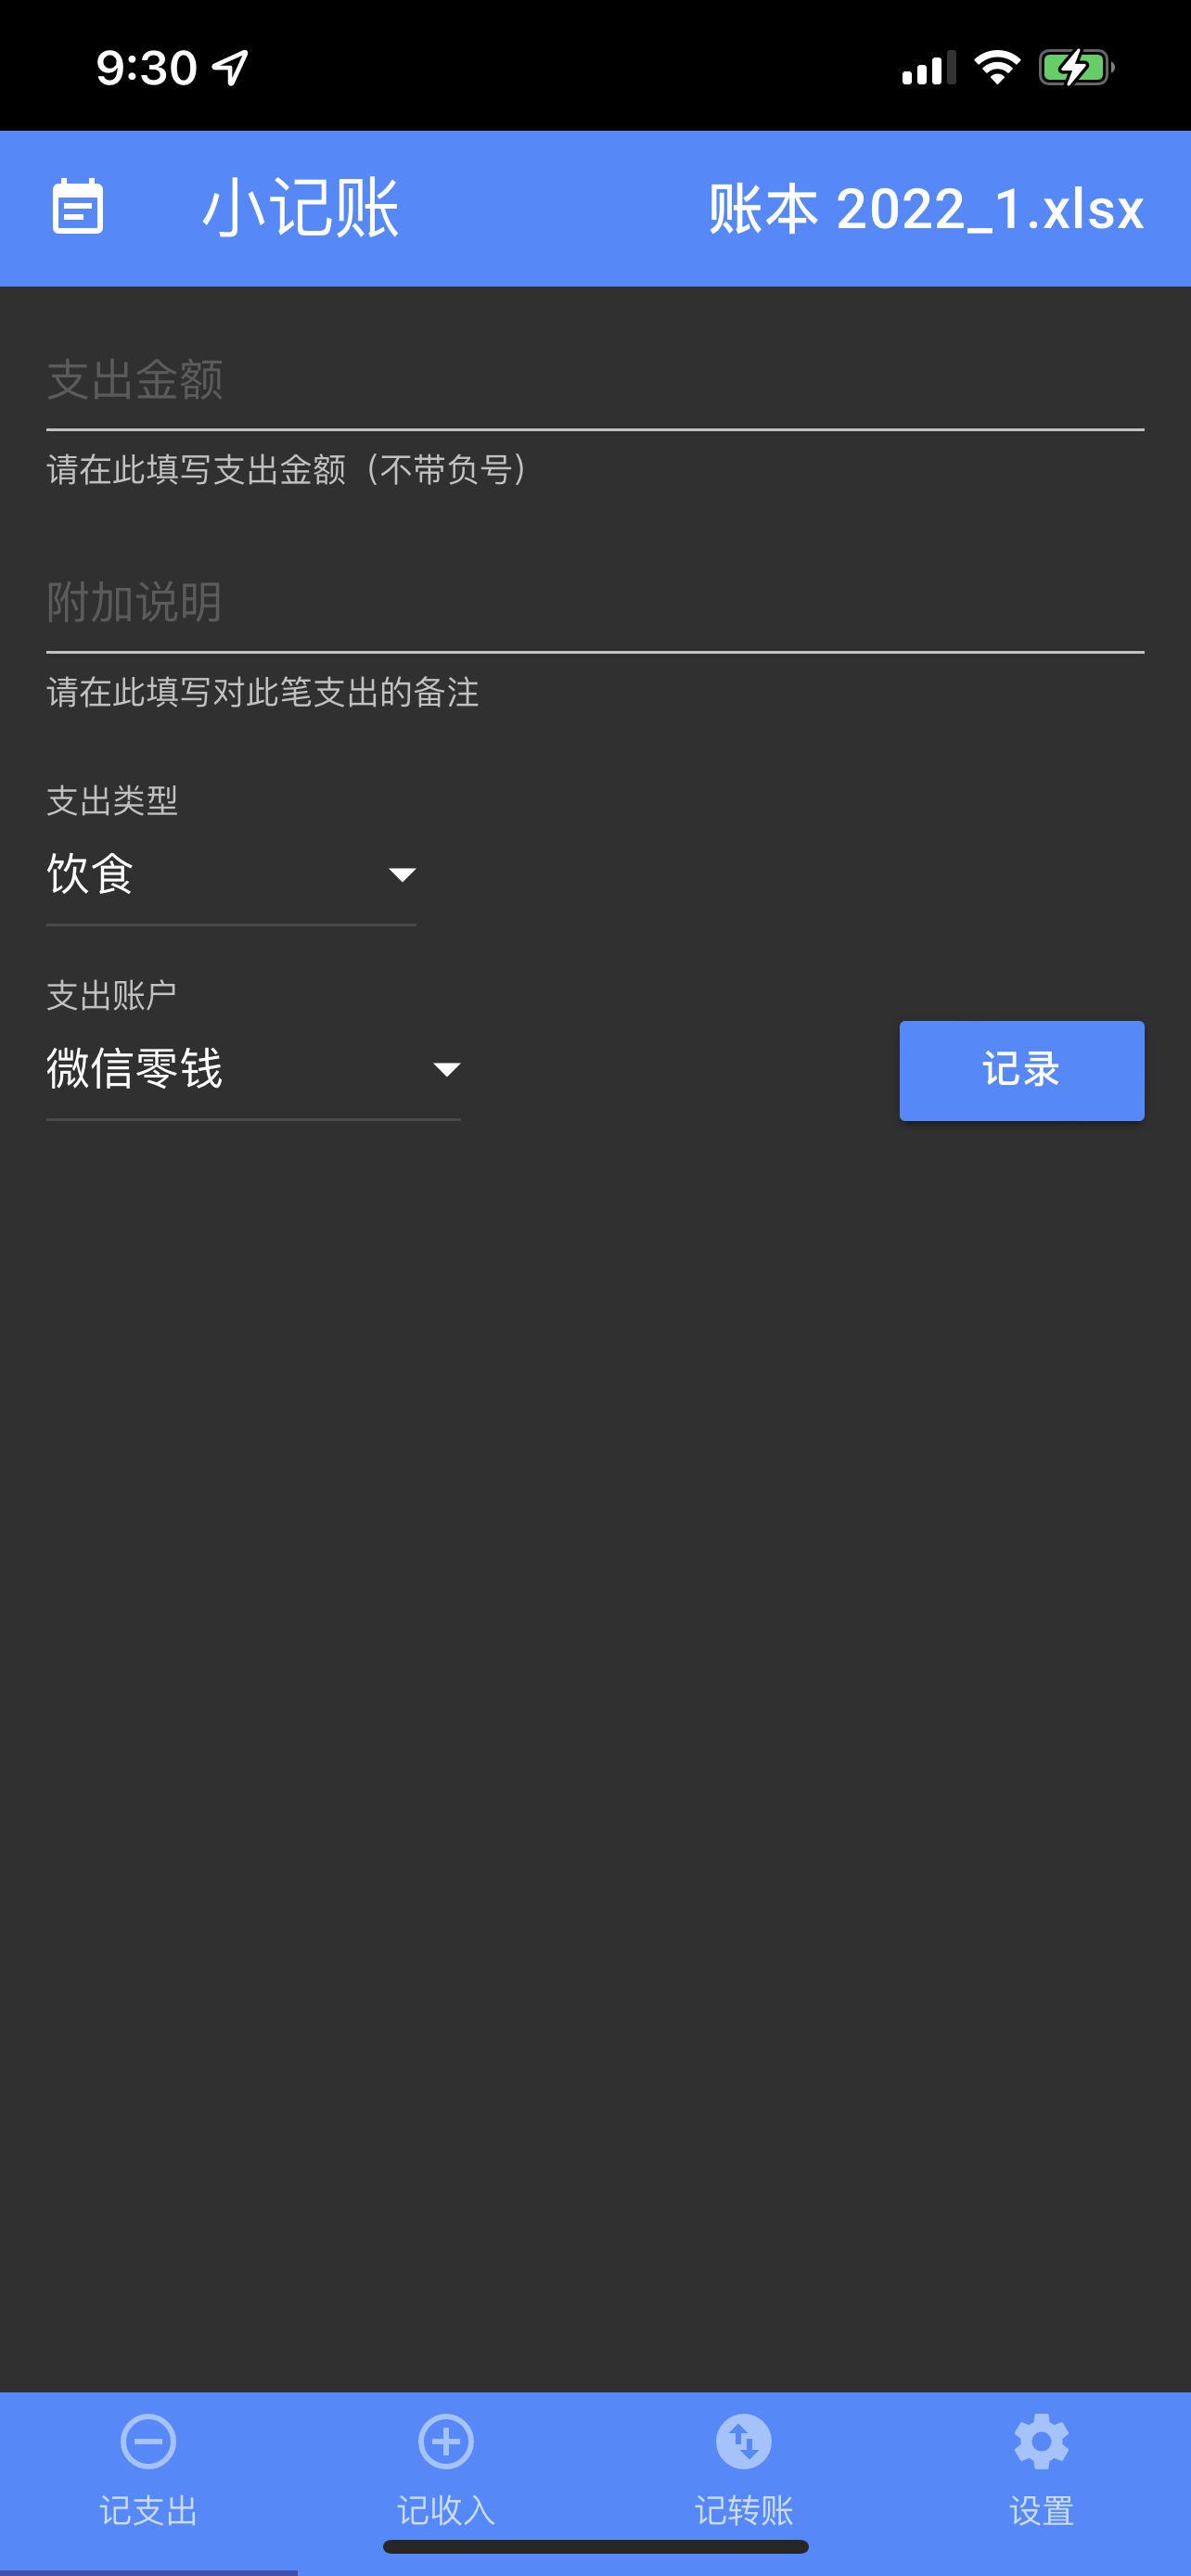 9:30
小记账
账本 2022_1.xlsx
支出金额
请在此填写支出金额（不带负号）
附加说明
请在此填写对此笔支出的备注
支出类型
饮食
支出账户
微信零钱
记录
记支出
记收入
记转账
设置